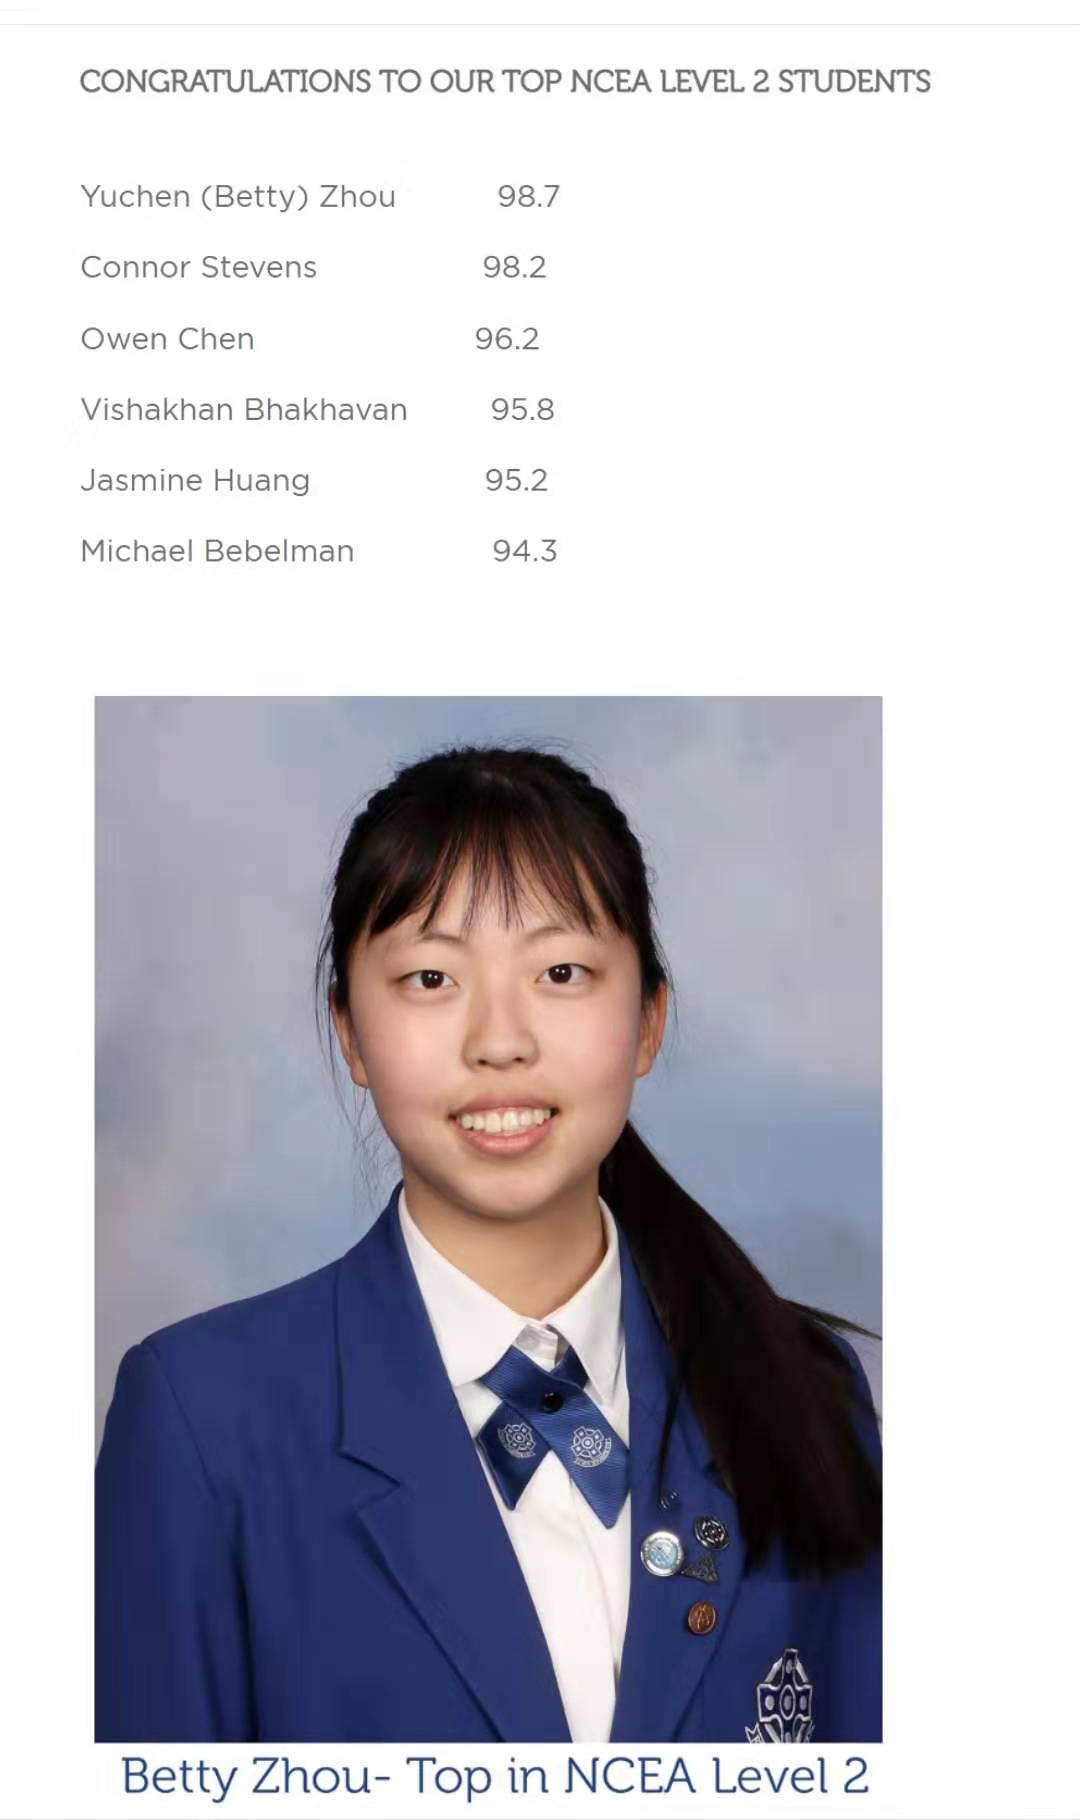 CONGRATULATIONS TO OUR TOP NCEA LEVEL 2 STUDENTS
Yuchen (Betty) Zhou 98.7
Connor Stevens 98.2
Owen Chen 96.2
Vishakhan Bhakhavan 95.8
Jasmine Huang 95.2
Michael Bebelman 94.3
Betty Zhou- Top in NCEA Level 2